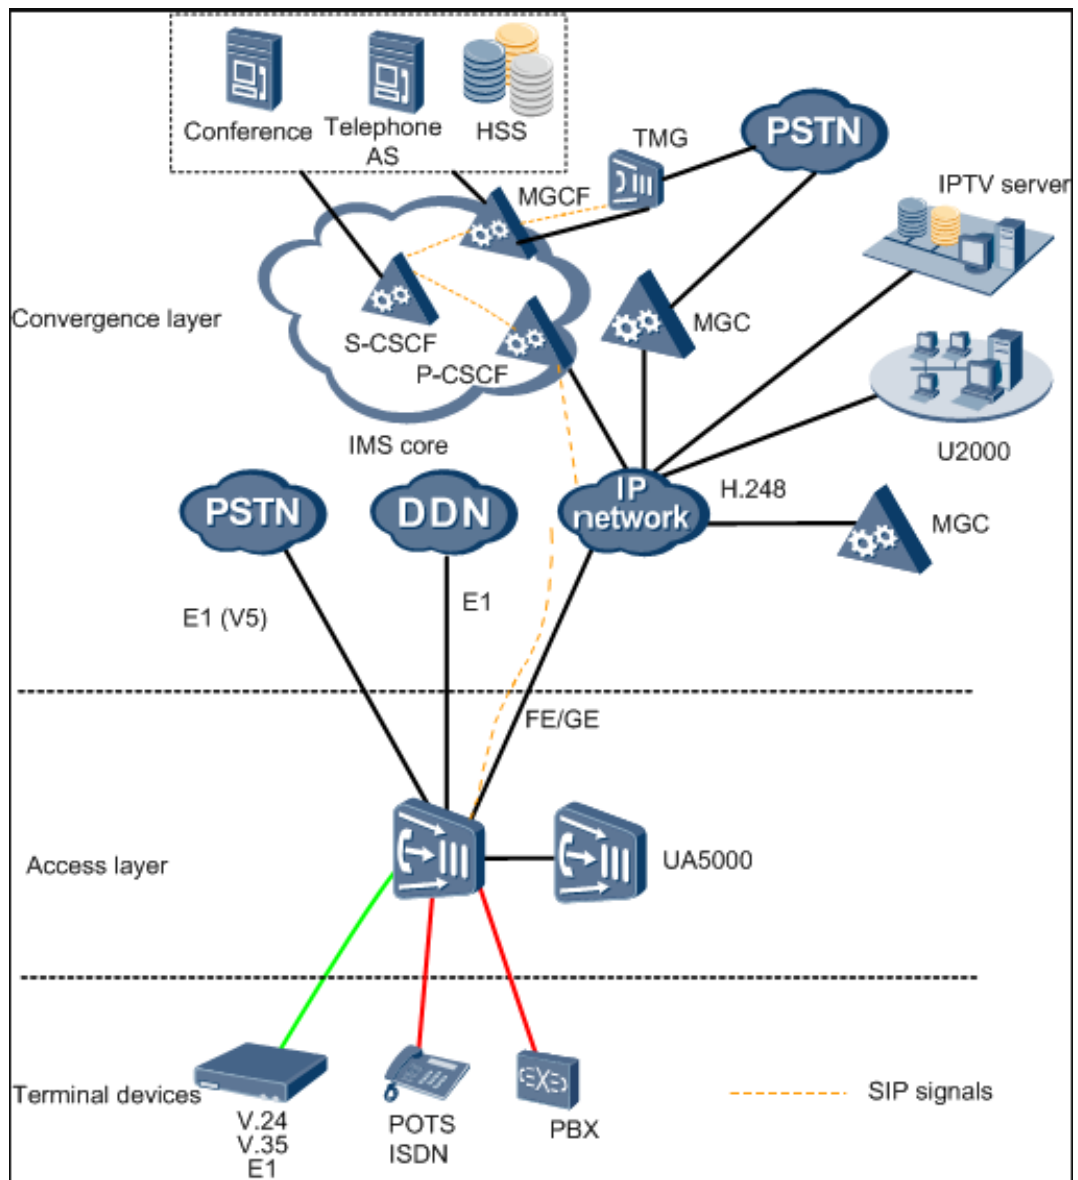 Conference
Telephone
AS
HSS
TMG
PSTN
MGCF
IPTV server
Convergence layer
S-CSCF
P-CSCF
MGC
IMS core
U2000
PSTN
DDN
IP
network
H.248
MGC
E1 (V5)
E1
FE/GE
Access layer
UA5000
Terminal devices
V.24
V.35
E1
POTS
ISDN
EXE
PBX
SIP signals